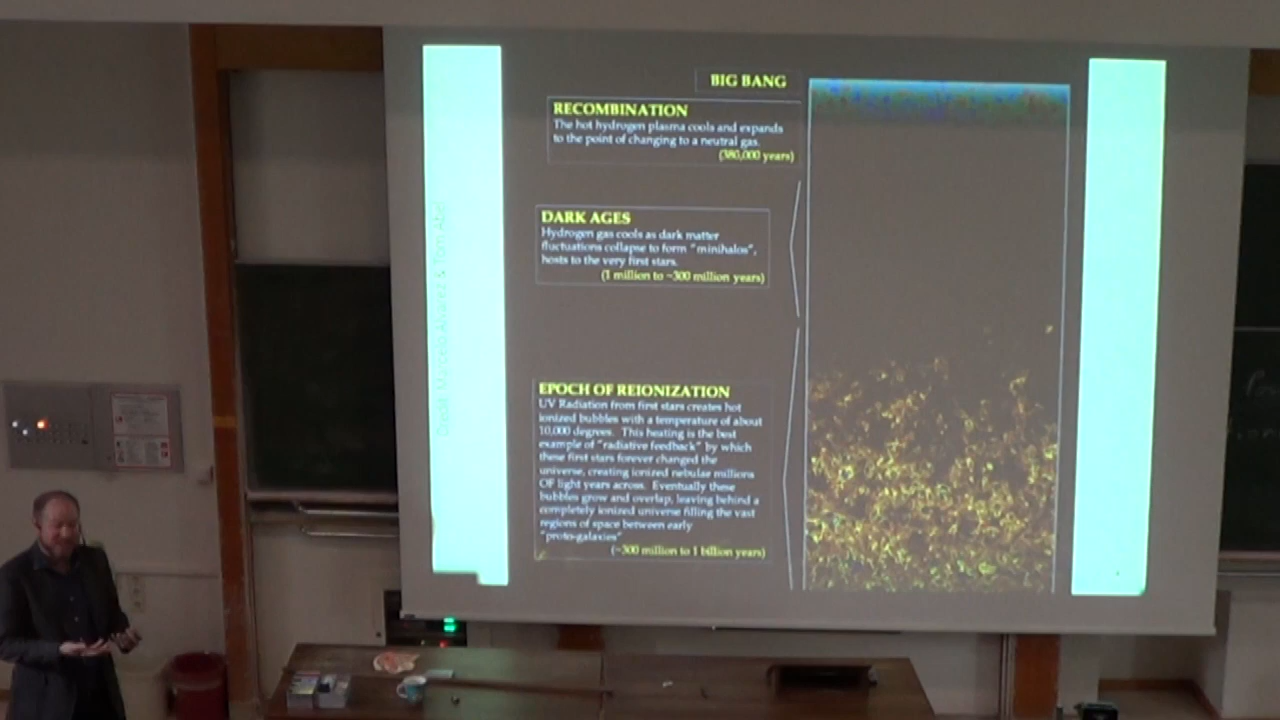 BIG BANG
RECOMBINATION
The hot hydrogen plasma cools and expands
to the point of changing to a neutral gas.
(380,000 years)
DARK AGES
Hydrogen gas cools as dark matter
fluctuations collapse to form "minihalos",
hosts to the very first stars.
(1 million to ~300 million years)
EPOCH OF REIONIZATION
UV Radiation from first stars creates hot
ionized bubbles with a temperature of about
10,000 degrees. This heating is the best
example of "radiative feedback" by which
these first stars forever changed the
universe, creating ionized nebulae millions
OF light years across. Eventually these
bubbles grow and overlap, leaving behind a
completely ionized universe filling the vast
regions of space between early
"proto-galaxies"
(~300 million to 1 billion years)
Credit: Marcelo Alvarez & Tom Abel